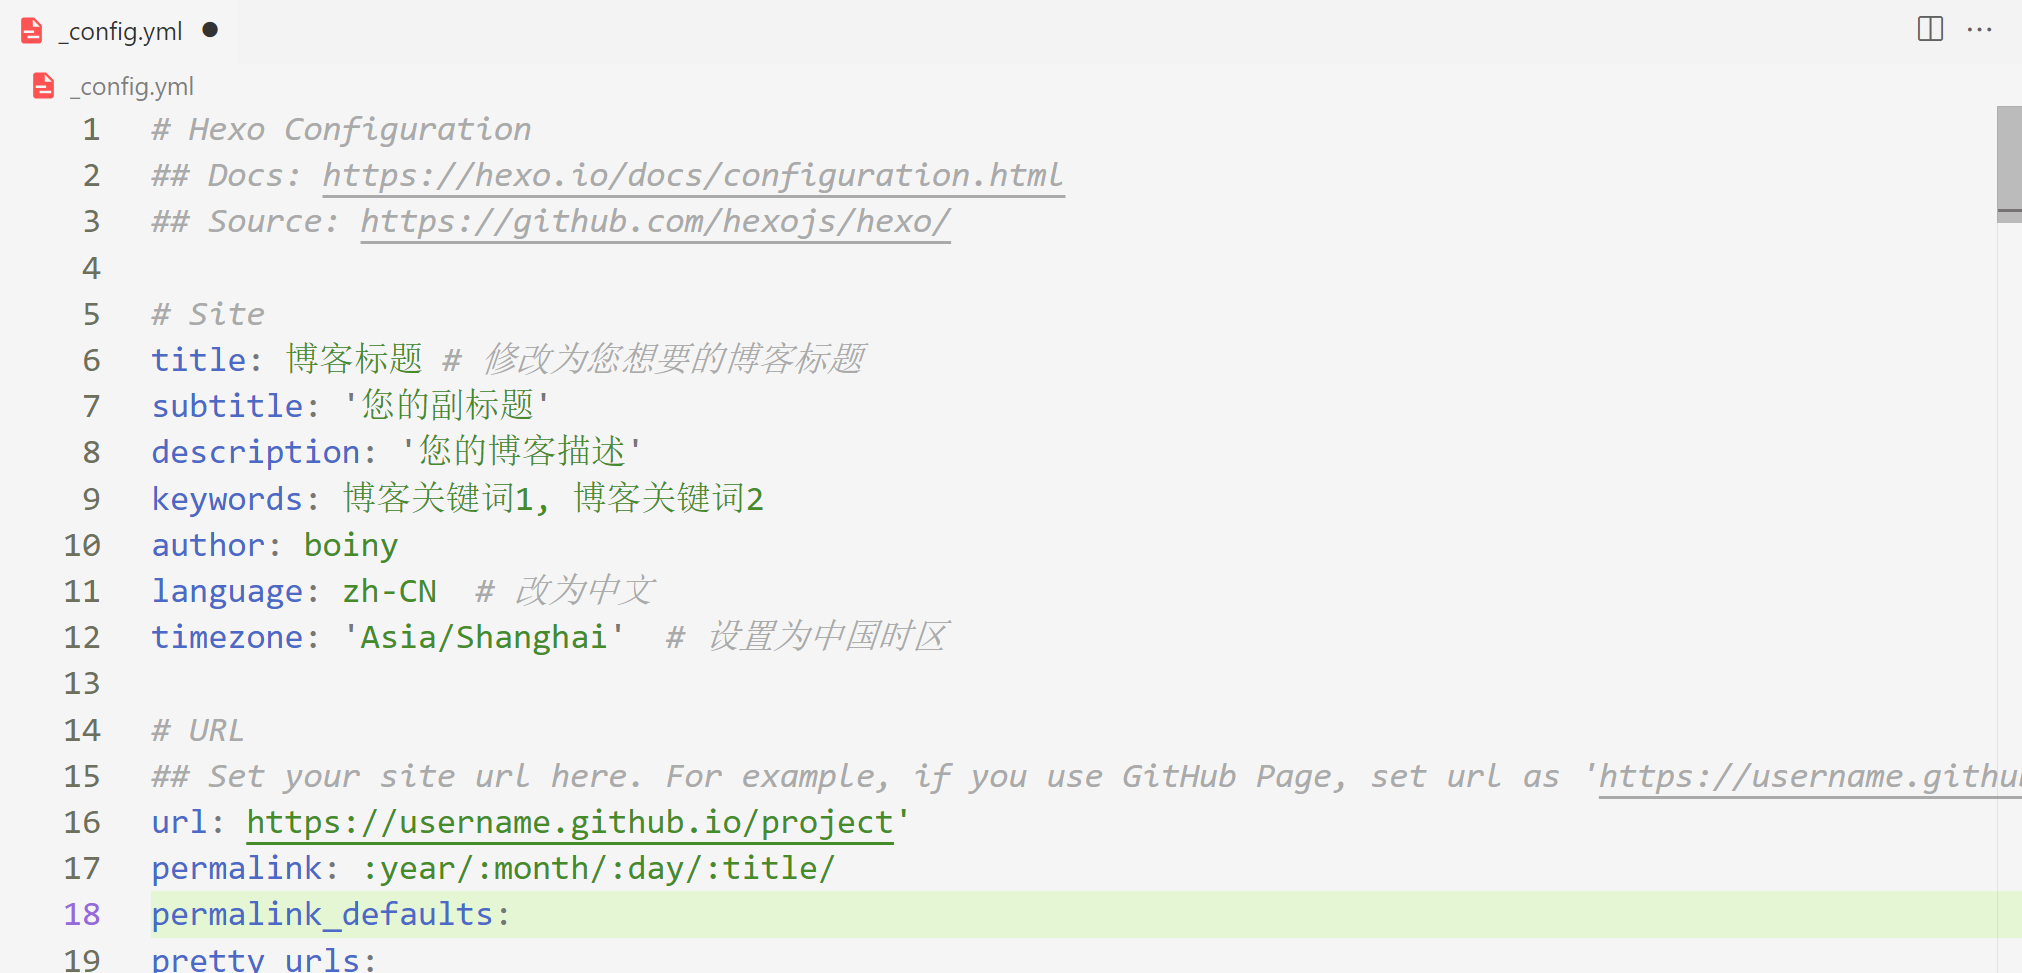 _config.yml
_config.yml
1 # Hexo Configuration
2 ## Docs: https://hexo.io/docs/configuration.html
3 ## Source: https://github.com/hexojs/hexo/
4
5 # Site
6 title: 博客标题 # 修改为您想要的博客标题
7 subtitle: '您的副标题'
8 description: '您的博客描述'
9 keywords: 博客关键词1, 博客关键词2
10 author: boiny
11 language: zh-CN  # 改为中文
12 timezone: 'Asia/Shanghai'  # 设置为中国时区
13
14 # URL
15 ## Set your site url here. For example, if you use GitHub Page, set url as 'https://username.githu
16 url: https://username.github.io/project'
17 permalink: :year/:month/:day/:title/
18 permalink_defaults:
19 pretty_urls: